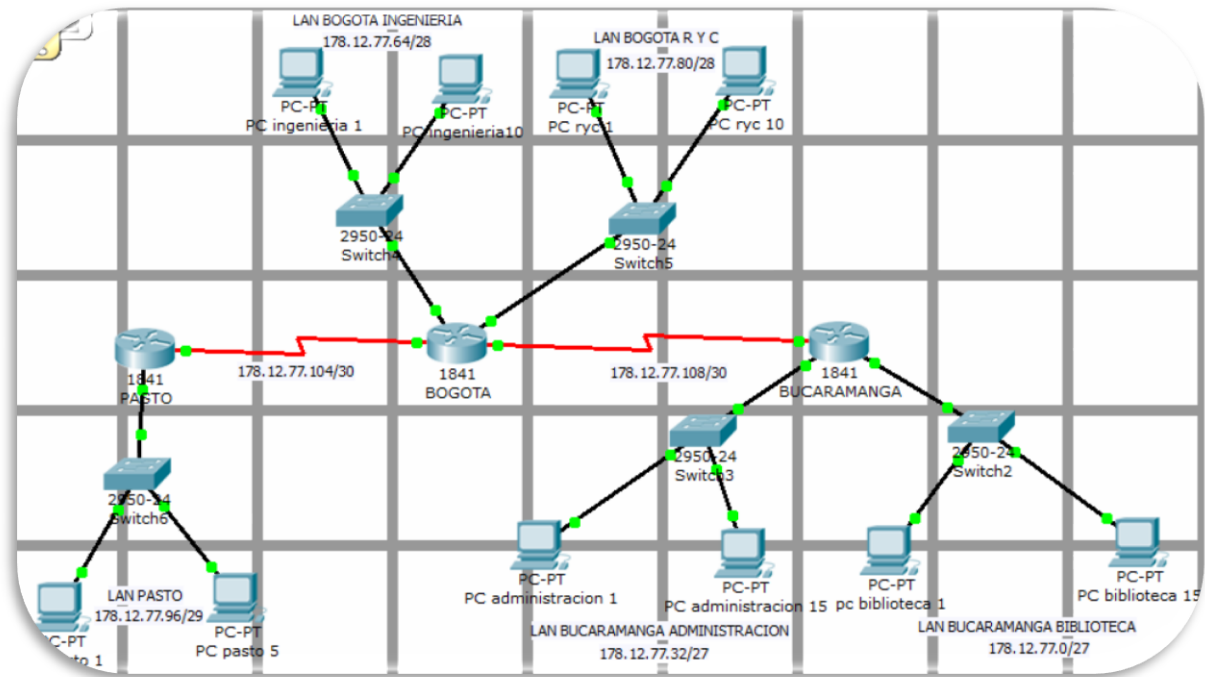 LAN BOGOTA INGENIERIA
178.12.77.64/28
LAN BOGOTA R Y C
178.12.77.80/28
PC-PT
PC ingenieria 1
PC-PT
PC ingenieria10
PC-PT
PC ryc 1
PC-PT
PC ryc 10
2950-24
Switch4
2950-24
Switch5
178.12.77.104/30
178.12.77.108/30
1841
PASTO
1841
BOGOTA
1841
BUCARAMANGA
2950-24
Switch6
2950-24
Switch3
2950-24
Switch2
LAN PASTO
178.12.77.96/29
PC-PT
1
PC-PT
PC pasto 5
PC-PT
PC administracion 1
PC-PT
PC administracion 15
PC-PT
pc biblioteca 1
PC-PT
PC biblioteca 15
LAN BUCARAMANGA ADMINISTRACION
178.12.77.32/27
LAN BUCARAMANGA BIBLIOTECA
178.12.77.0/27